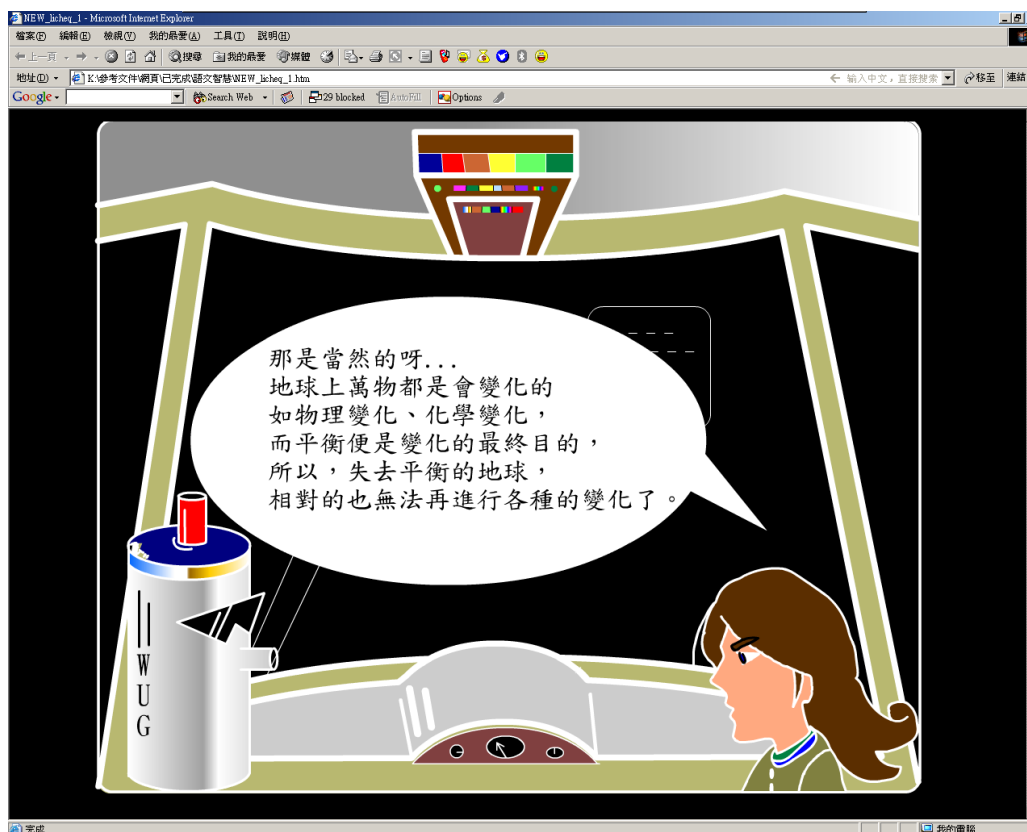 NEW_licheq_1 - Microsoft Internet Explorer
檔案(F) 編輯(E) 檢視(V) 我的最愛(A) 工具(T) 說明(H)
上一頁 搜尋 我的最愛 媒體
地址(D) K:\參考文件\網頁\已完成\語文智慧\NEW_licheq_1.htm 輸入中文，直接搜索 移至 連結
Google Search Web 29 blocked AutoFill Options
那是當然的呀...
地球上萬物都是會變化的
如物理變化、化學變化，
而平衡便是變化的最終目的，
所以，失去平衡的地球，
相對的也無法再進行各種的變化了。
W
U
G
完成 我的電腦